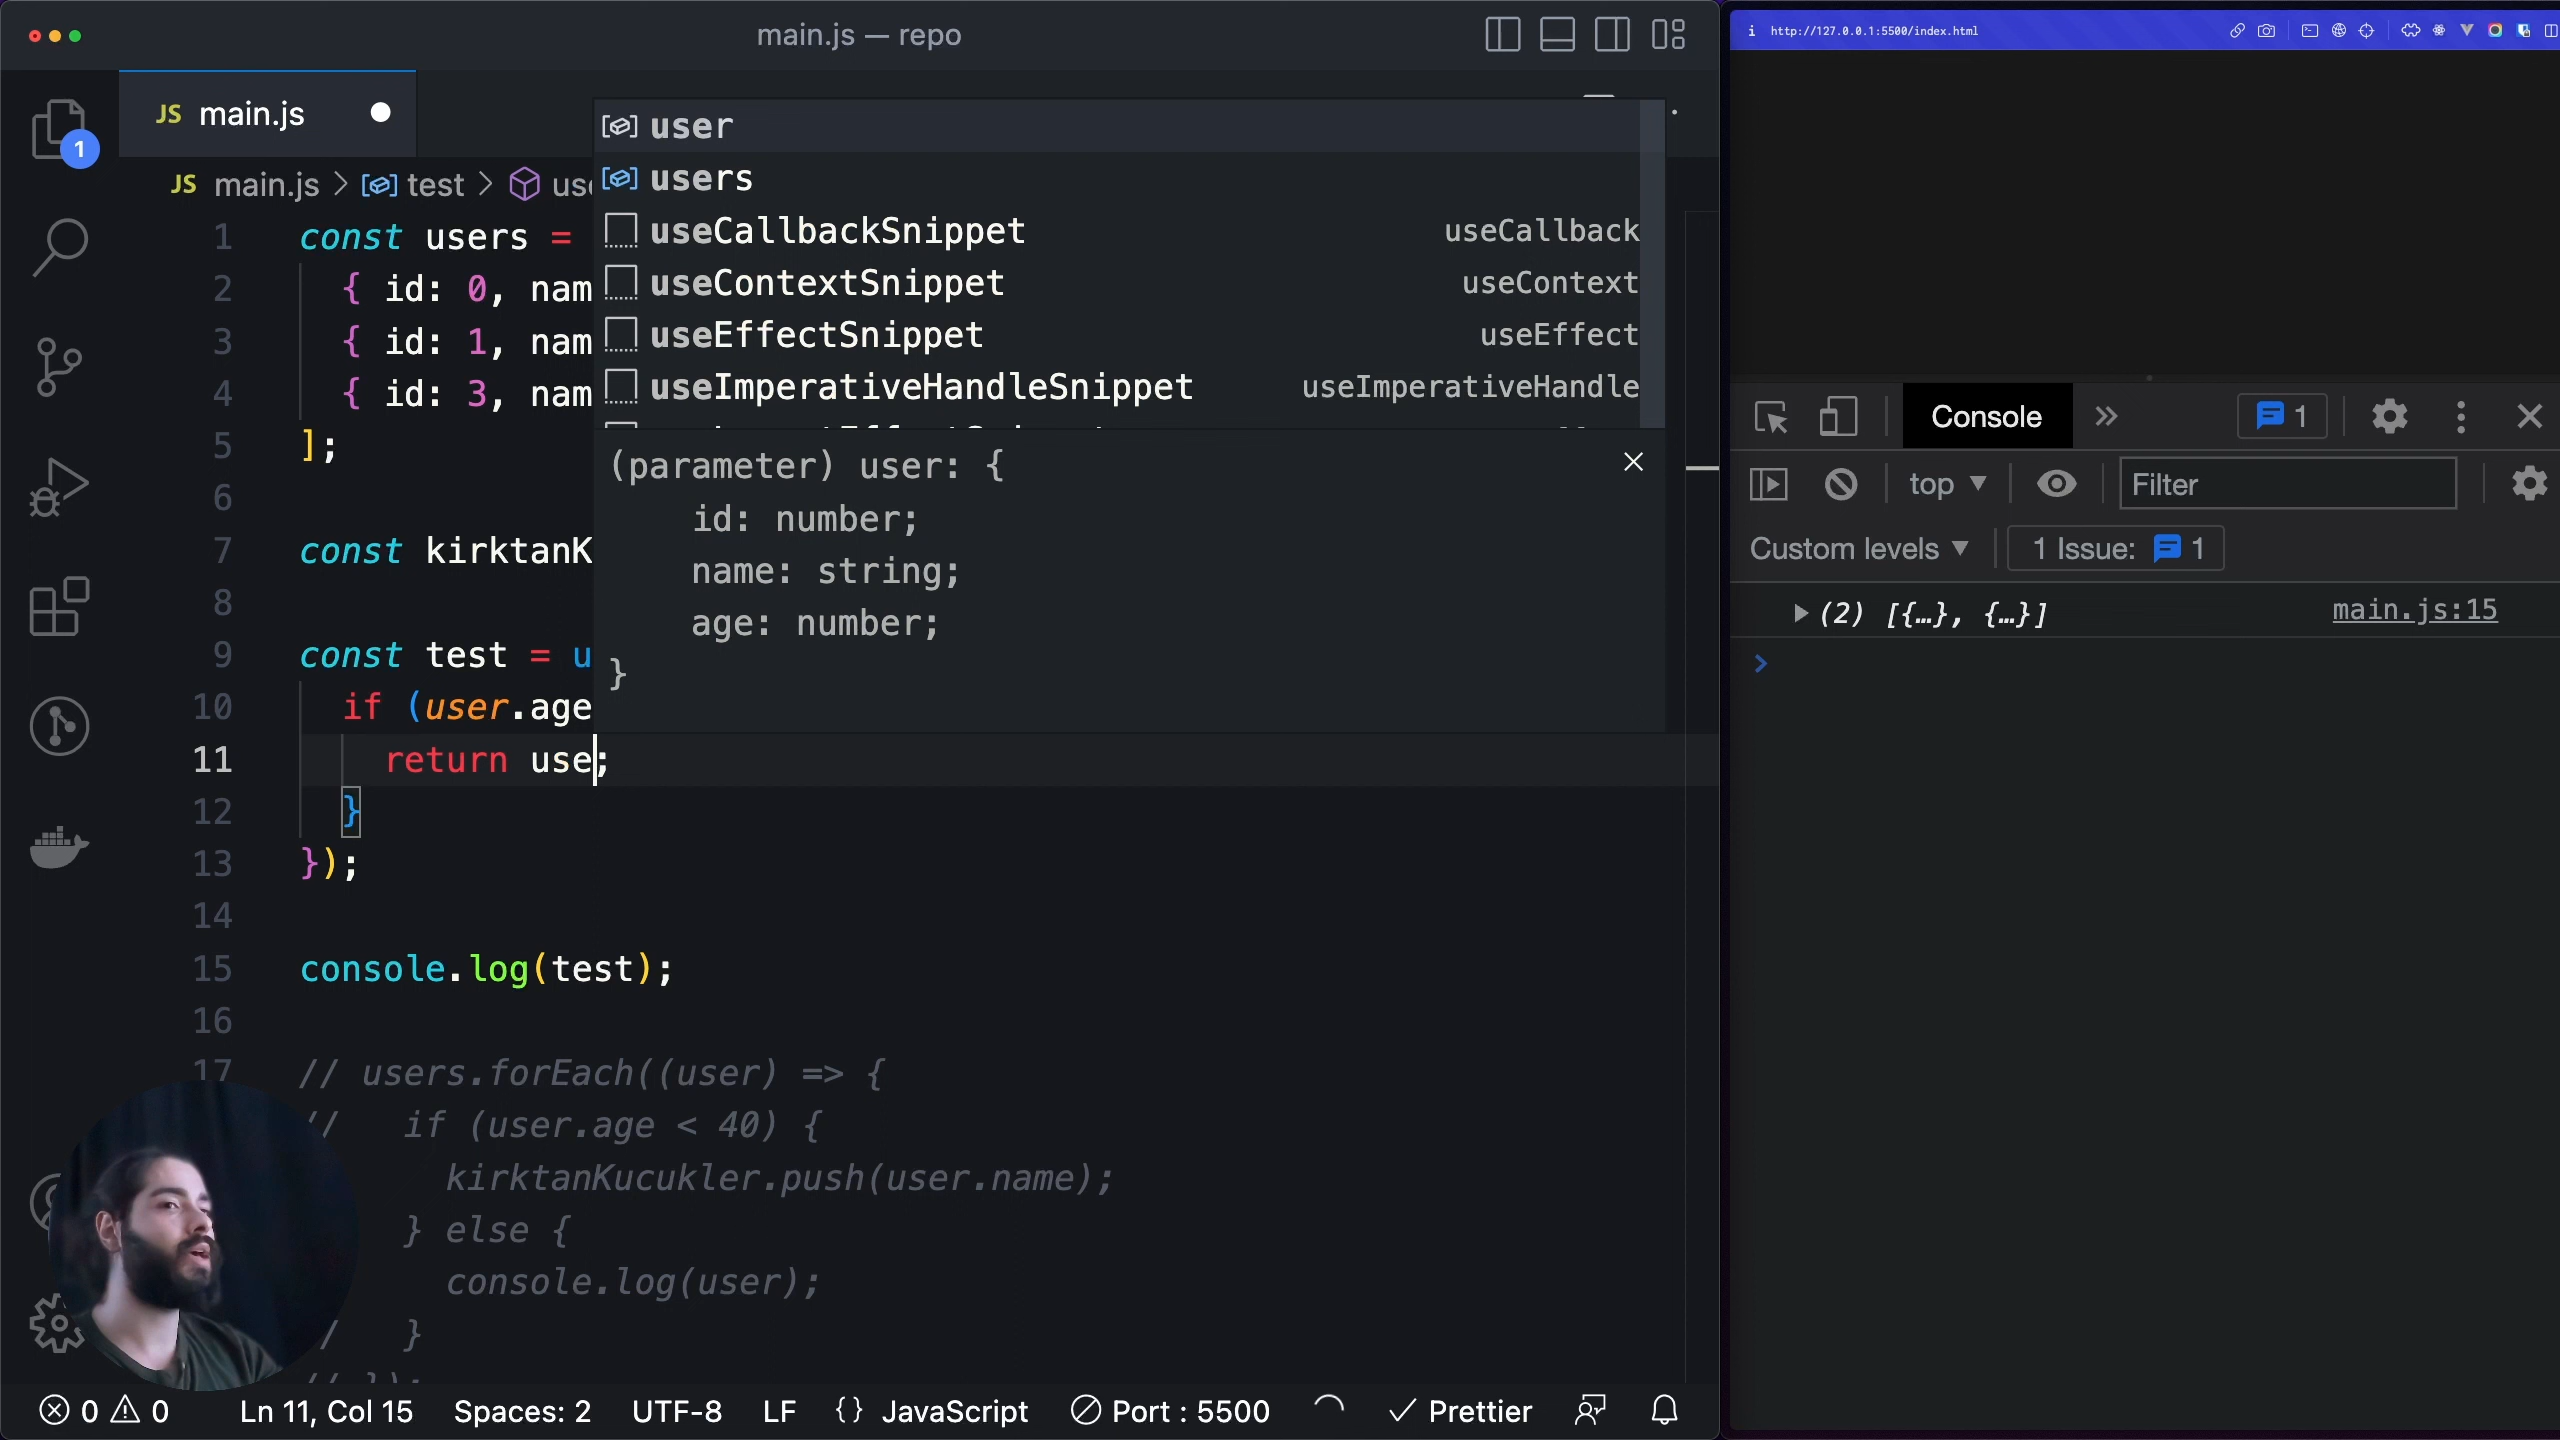 main.js — repo
JS main.js
1
JS main.js > test >
1 const users =
2 { id: 0, nam
3 { id: 1, nam
4 { id: 3, nam
5 ];
6
7 const kirktanK
8
9 const test = u
10 if (user.age
11 return use;
12 }
13 });
14
15 console.log(test);
16
17 // users.forEach((user) => {
// if (user.age < 40) {
kirktanKucukler.push(user.name);
} else {
console.log(user);
/ }
user
users
useCallbackSnippet useCallback
useContextSnippet useContext
useEffectSnippet useEffect
useImperativeHandleSnippet useImperativeHandle
(parameter) user: {
id: number;
name: string;
age: number;
}
0 0 Ln 11, Col 15 Spaces: 2 UTF-8 LF {} JavaScript Port : 5500 Prettier
http://127.0.0.1:5500/index.html
Console 1
top Filter
Custom levels 1 Issue: 1
(2) [{…}, {…}] main.js:15